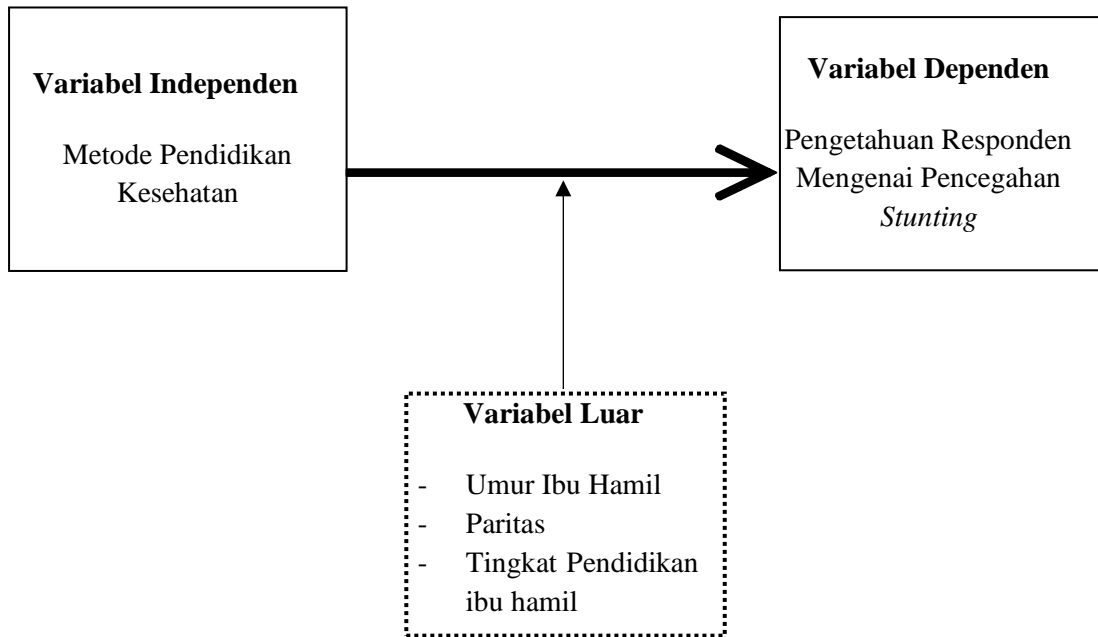 Variabel Independen
Metode Pendidikan
Kesehatan
Variabel Dependen
Pengetahuan Responden
Mengenai Pencegahan
Stunting
Variabel Luar
- Umur Ibu Hamil
- Paritas
- Tingkat Pendidikan
ibu hamil